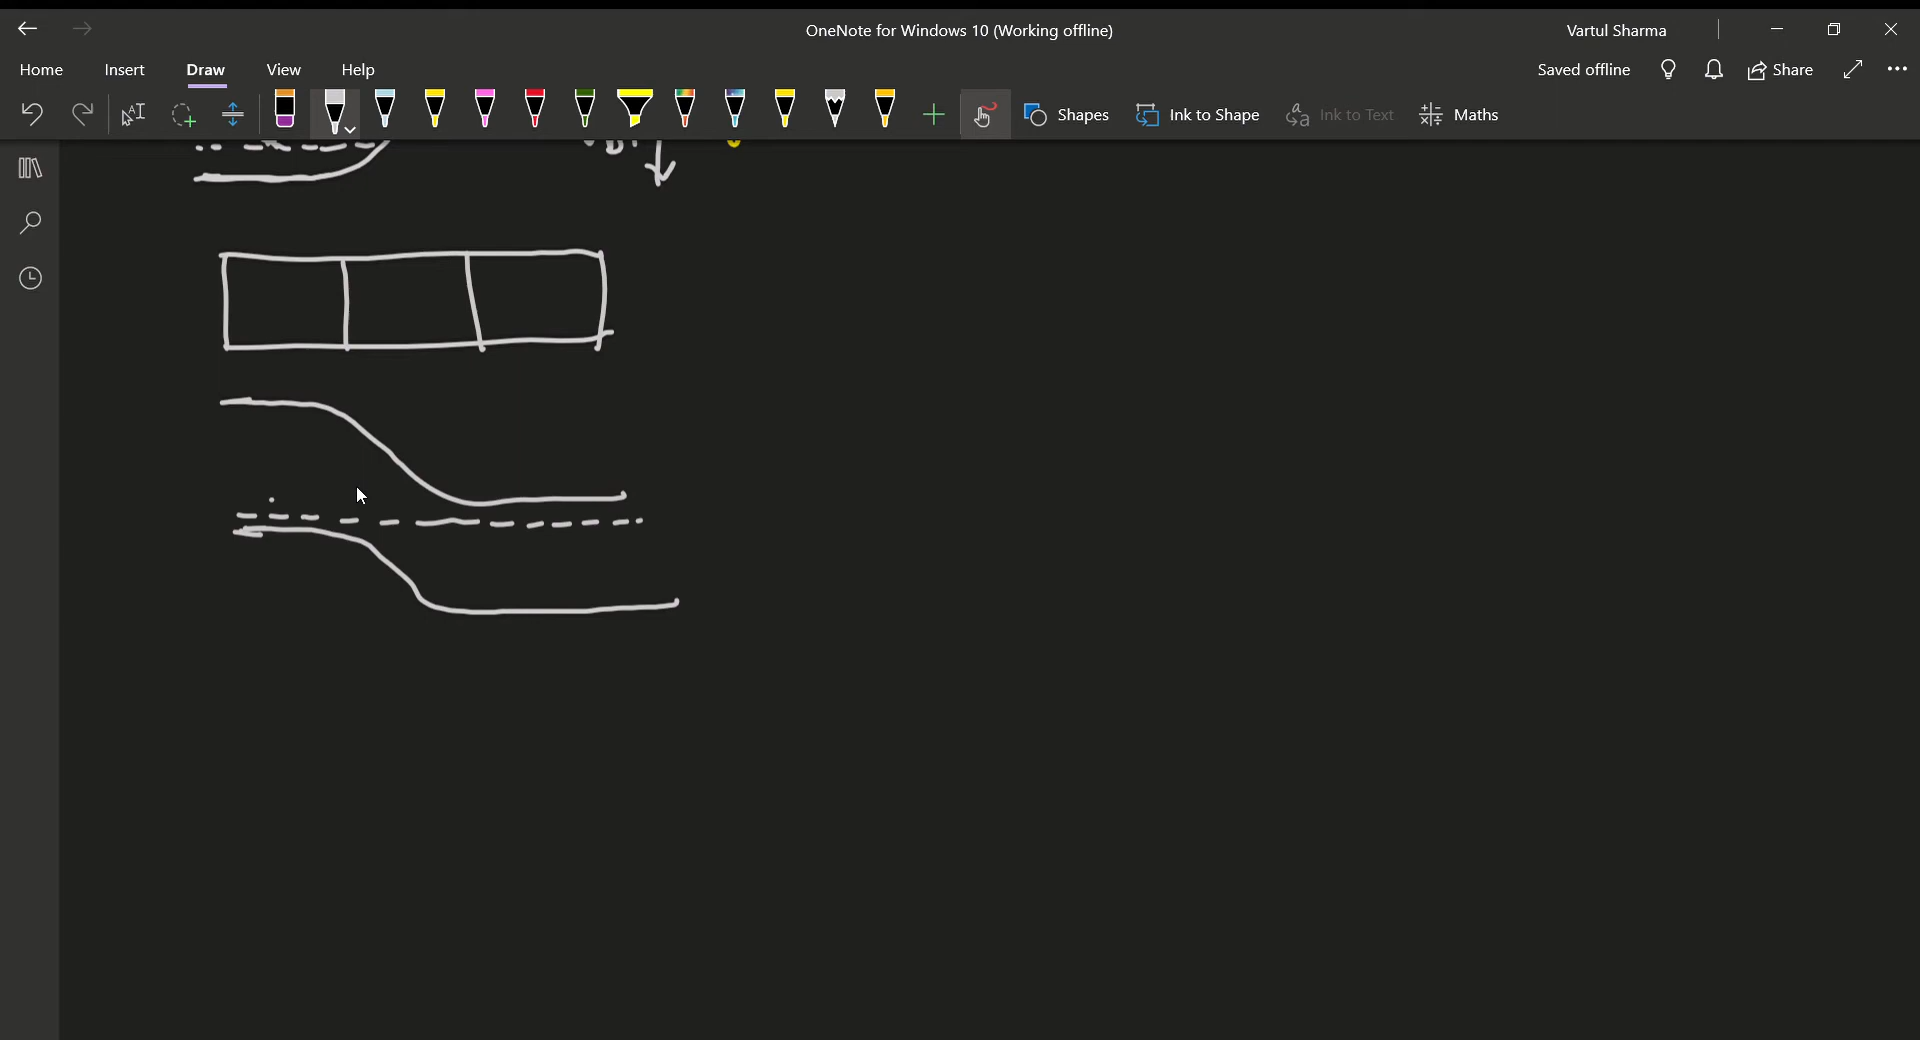 OneNote for Windows 10 (Working offline)
Vartul Sharma
Home Insert Draw View Help
Saved offline
Share
Shapes
Ink to Shape
Ink to Text
Maths